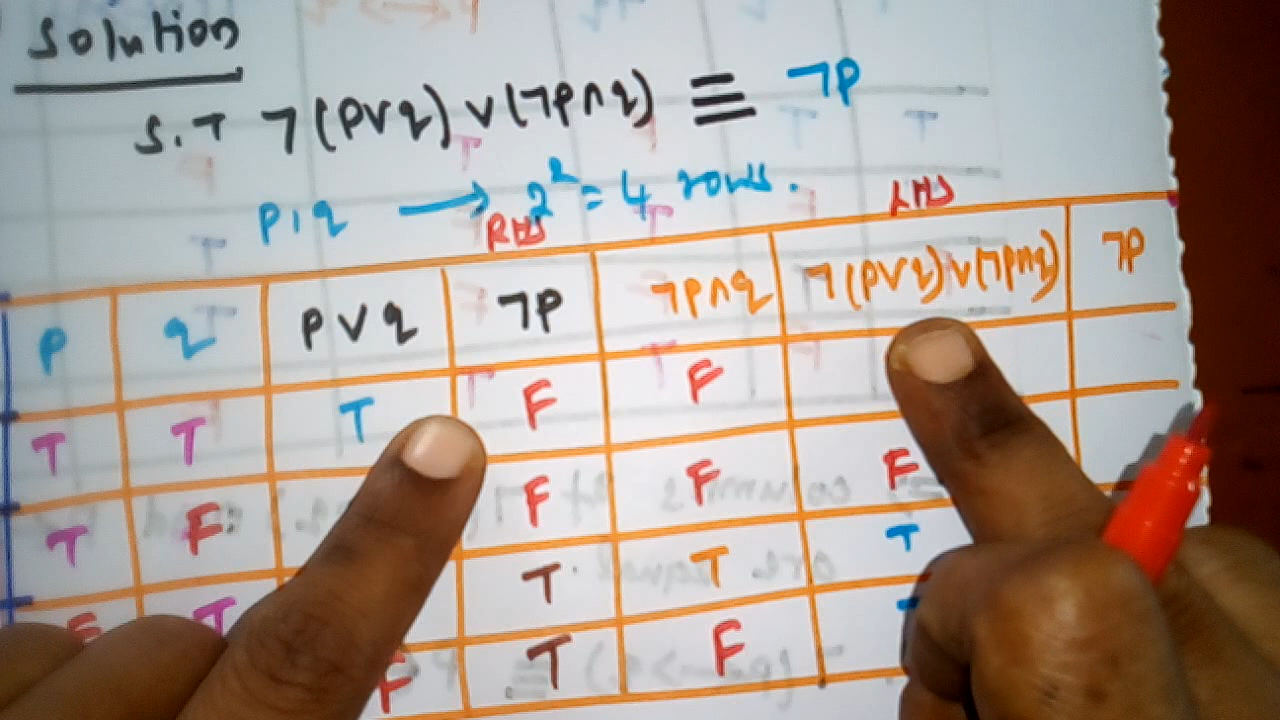 Solution
S.T ¬(p∨q)∨(¬p∧q) ≡ ¬p
p,q → 2² = 4 rows.
RHS LHS
p q p∨q ¬p ¬p∧q ¬(p∨q)∨(¬p∧q) ¬p
T T T F F
T F F F F
F T T T T
F T F T